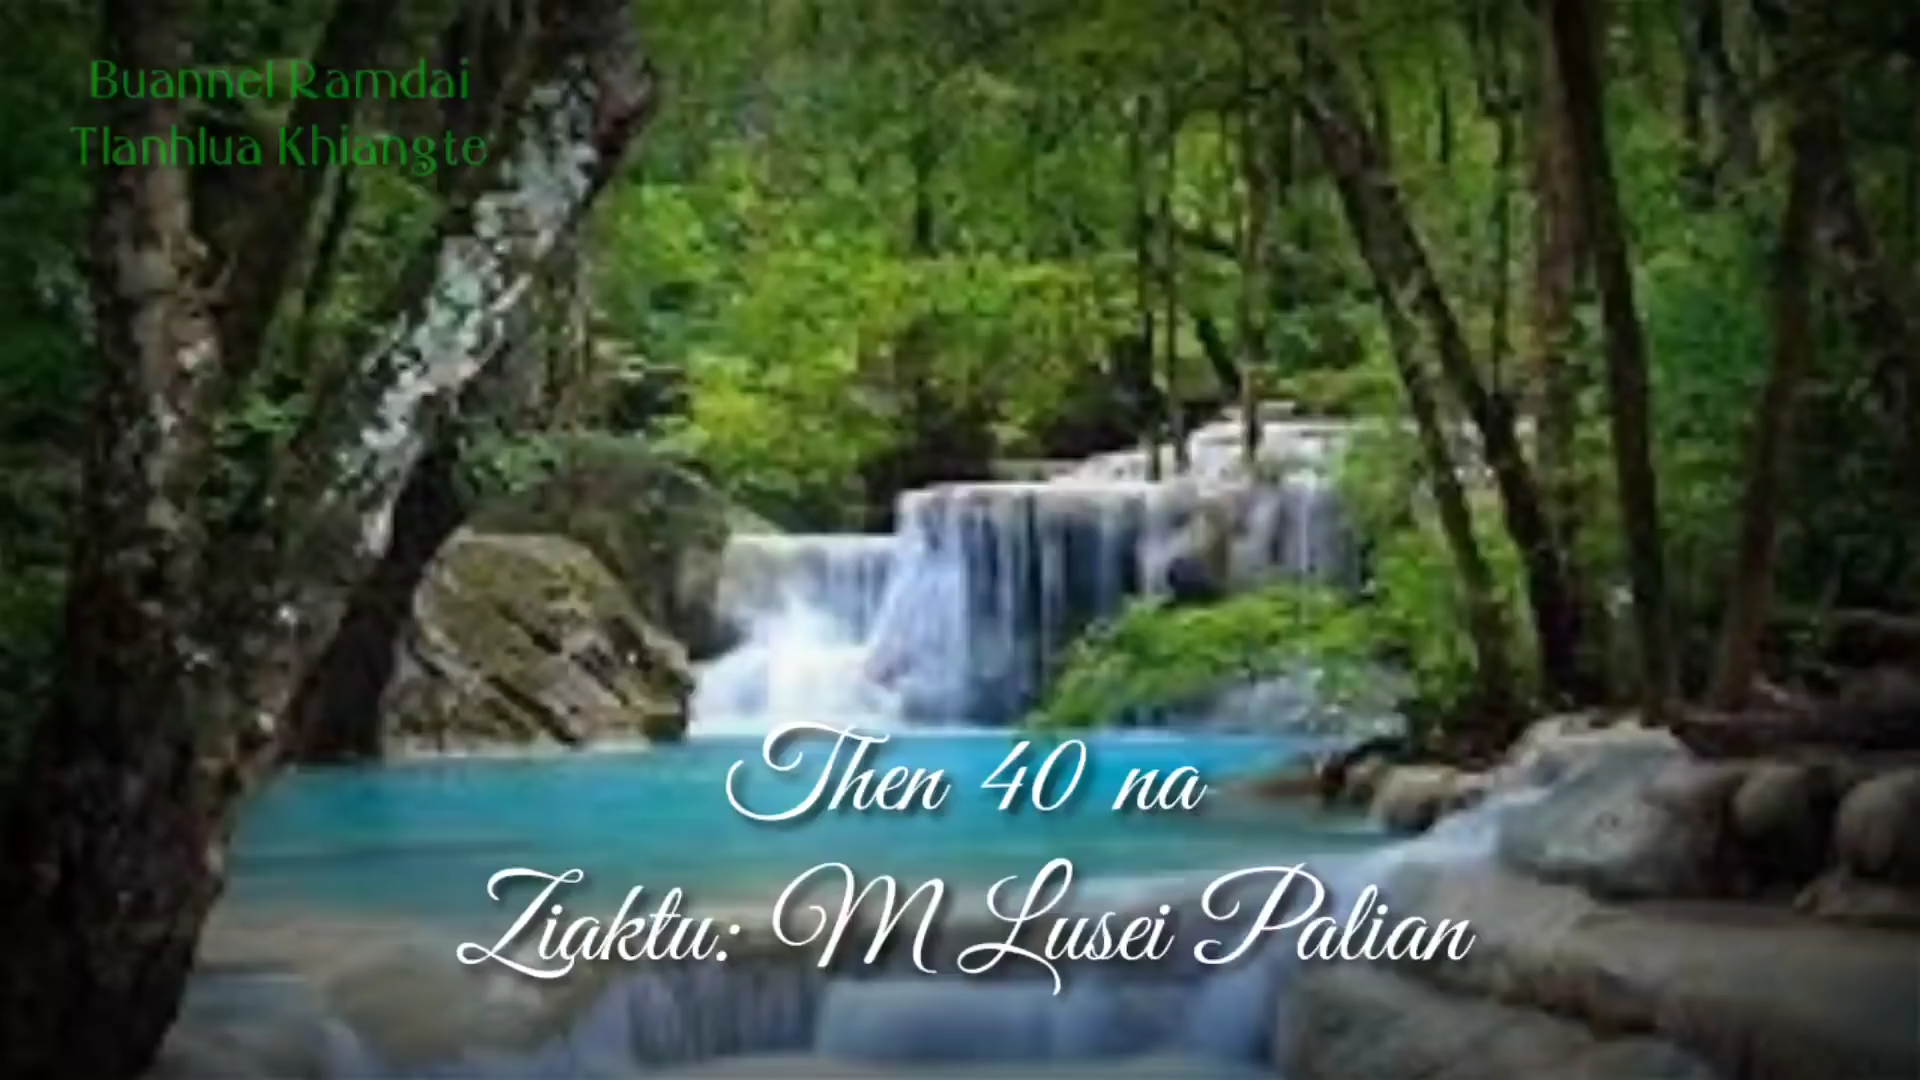 Buannel Ramdai
Tlanhlua Khiangte
Then 40 na
Ziaktu: M Lusei Palian